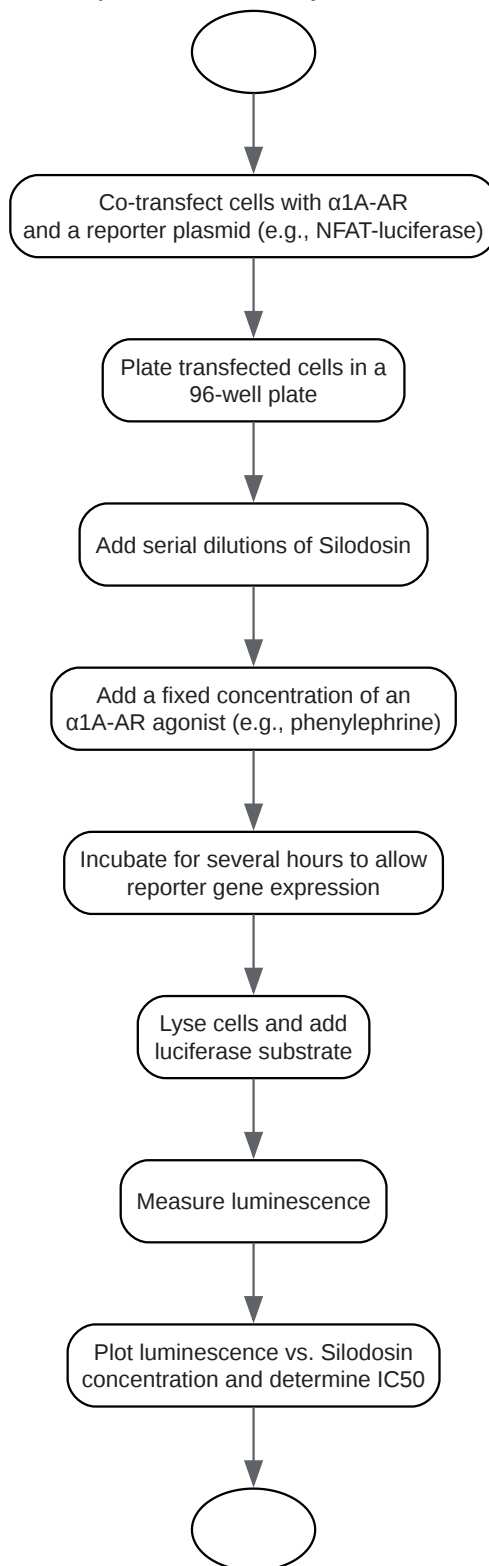 Co-transfect cells with α1A-AR
and a reporter plasmid (e.g., NFAT-luciferase)
Plate transfected cells in a
96-well plate
Add serial dilutions of Silodosin
Add a fixed concentration of an
α1A-AR agonist (e.g., phenylephrine)
Incubate for several hours to allow
reporter gene expression
Lyse cells and add
luciferase substrate
Measure luminescence
Plot luminescence vs. Silodosin
concentration and determine IC50